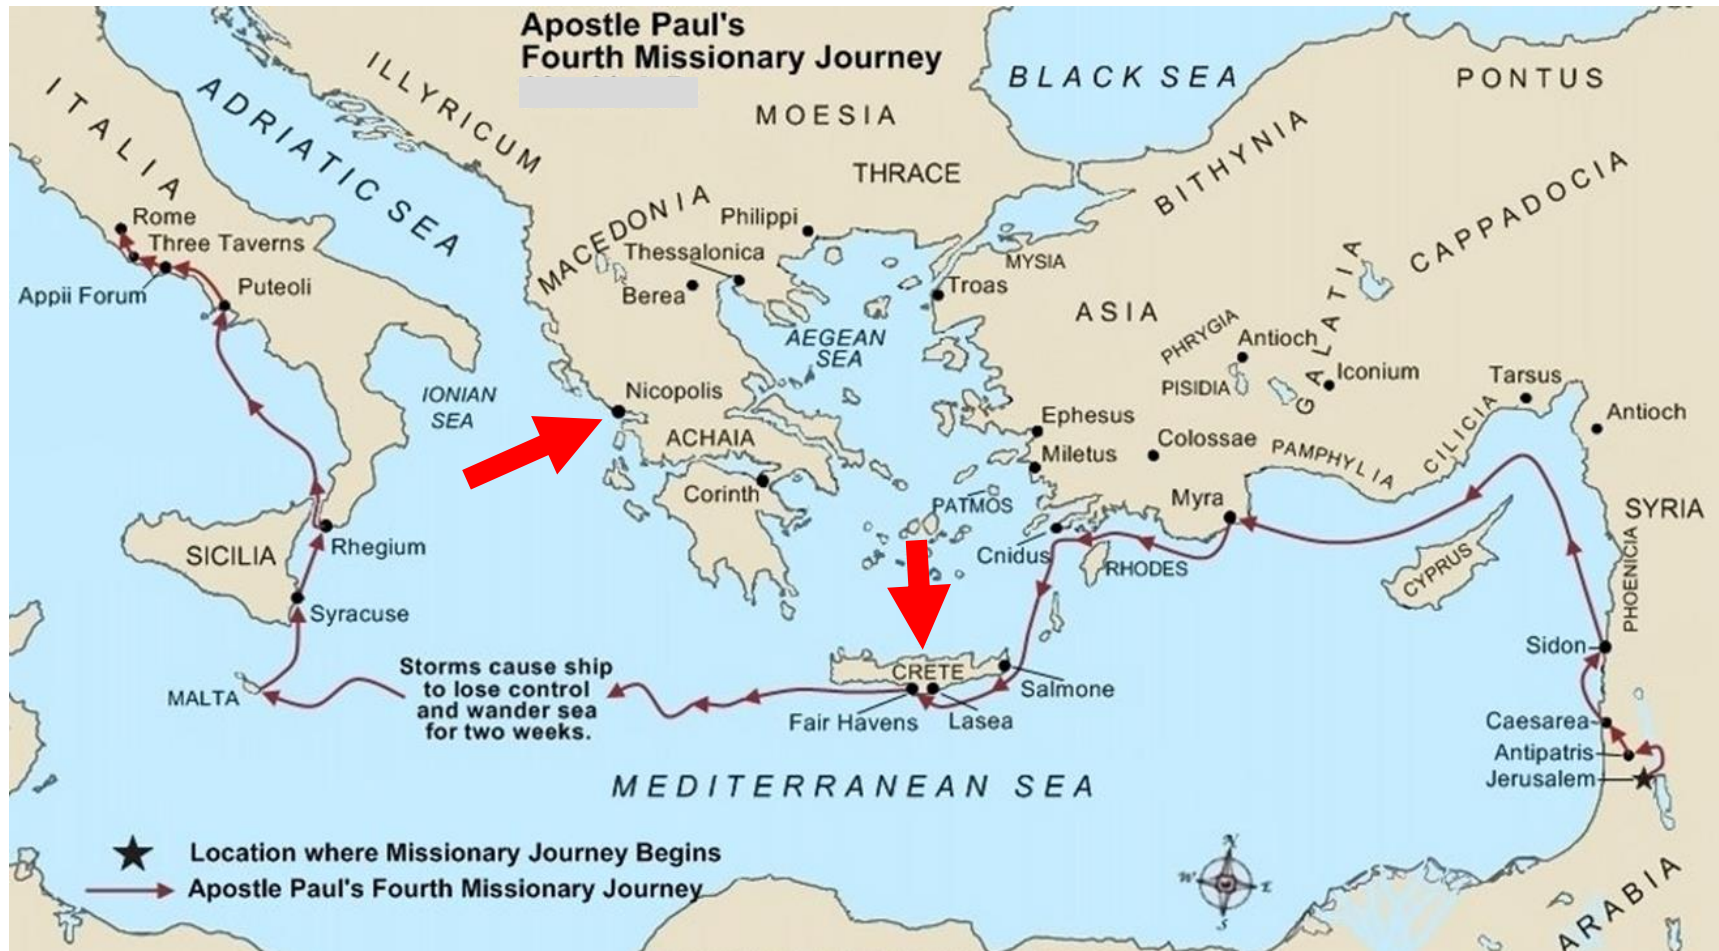 Apostle Paul's
Fourth Missionary Journey
BLACK SEA
PONTUS
ITALIA
ADRIATIC SEA
ILLYRICUM
MOESIA
THRACE
BITHYNIA
CAPPADOCIA
MACEDONIA
Philippi
Thessalonica
Berea
Rome
Three Taverns
Appii Forum
Puteoli
MYSIA
Troas
ASIA
GALATIA
PHRYGIA
Antioch
PISIDIA
Iconium
Tarsus
Antioch
AEGEAN
SEA
IONIAN
SEA
Nicopolis
ACHAIA
Corinth
Ephesus
Miletus
Colossae
PAMPHYLIA
CILICIA
PATMOS
Myra
SYRIA
SICILIA
Rhegium
Cnidus
RHODES
CYPRUS
PHOENICIA
Syracuse
Sidon
MALTA
Storms cause ship
to lose control
and wander sea
for two weeks.
CRETE
Salmone
Fair Havens
Lasea
Caesarea
Antipatris
Jerusalem
MEDITERRANEAN SEA
Location where Missionary Journey Begins
Apostle Paul's Fourth Missionary Journey
N
W
E
S
ARABIA